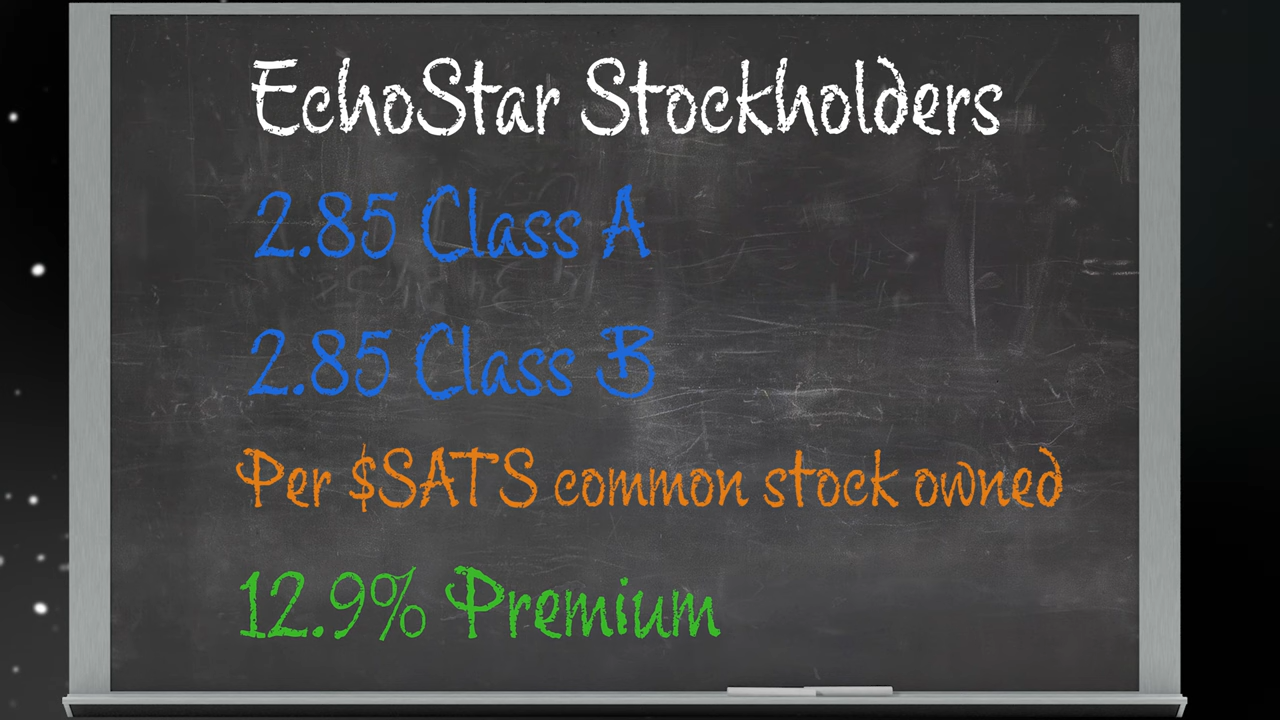 EchoStar Stockholders
2.85 Class A
2.85 Class B
Per $SATS common stock owned
12.9% Premium